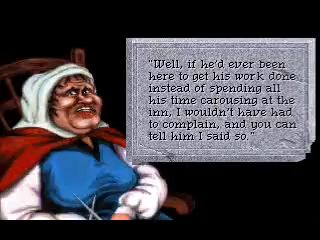 "Well, if he'd ever been
here to get his work done
instead of spending all
his time carousing at the
inn, I wouldn't have had
to complain, and you can
tell him I said so."